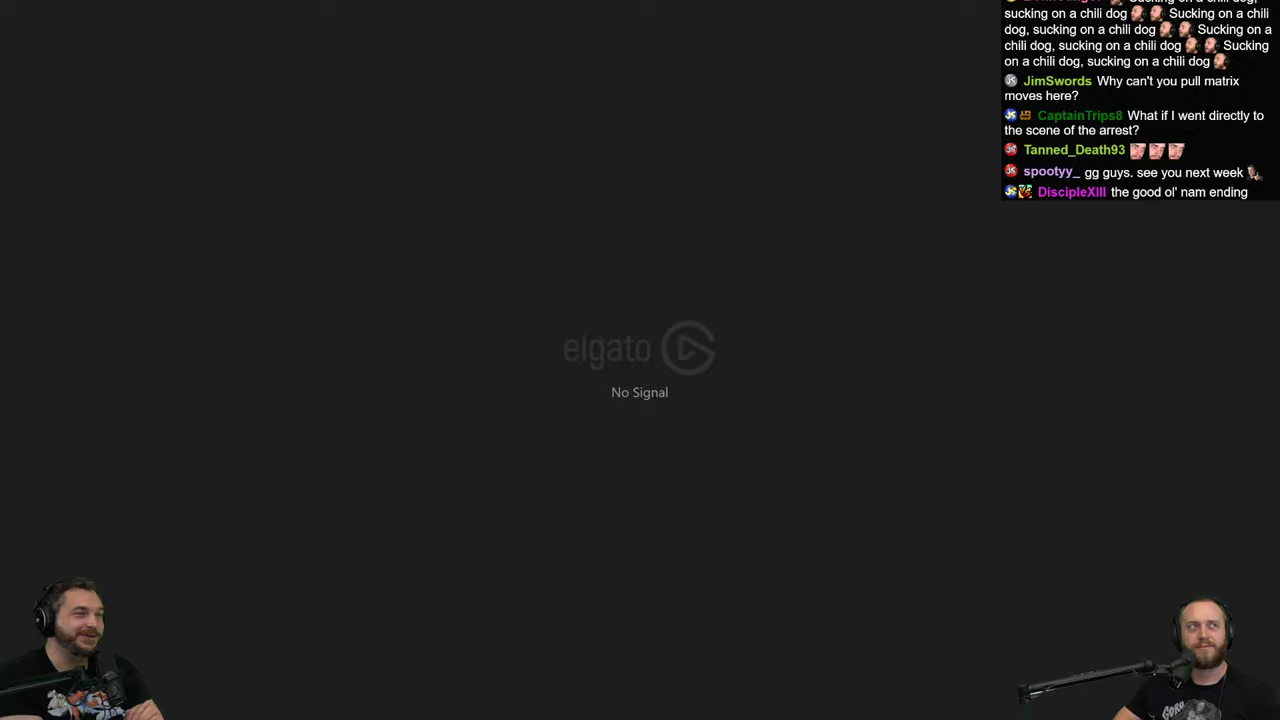 sucking on a chili dog Sucking on a chili
dog, sucking on a chili dog Sucking on a
chili dog, sucking on a chili dog Sucking
on a chili dog, sucking on a chili dog
JimSwords Why can't you pull matrix
moves here?
CaptainTrips8 What if I went directly to
the scene of the arrest?
Tanned_Death93
spootyy_ gg guys. see you next week
DiscipleXIII the good ol' nam ending
elgato
No Signal
GORO